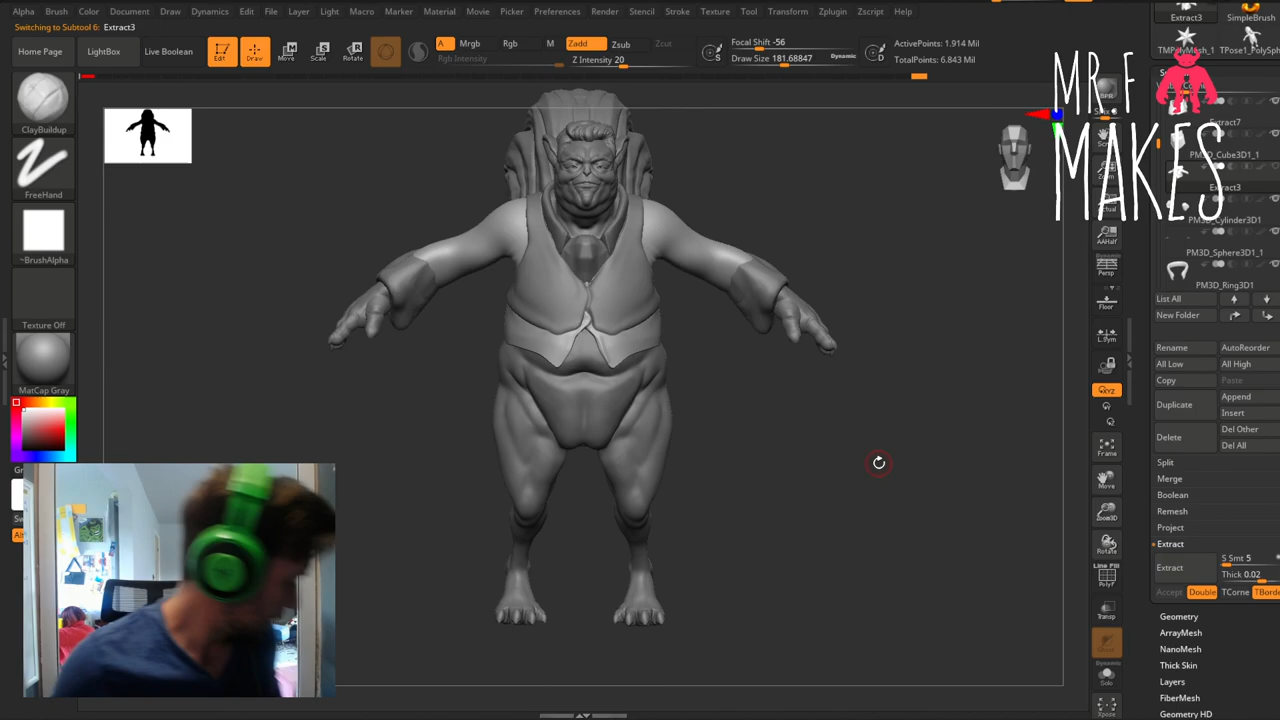 Alpha Brush Color Document Draw Dynamics Edit File Layer Light Macro Marker Material Movie Picker Preferences Render Stencil Stroke Texture Tool Transform Zplugin Zscript Help
Switching to Subtool 6: Extract3
Home Page LightBox Live Boolean Edit Draw Move Scale Rotate
A Mrgb Rgb M Zadd Zsub Zcut
Rgb Intensity Z Intensity 20
Focal Shift -56
Draw Size 181.68847 Dynamic
ActivePoints: 1.914 Mil
TotalPoints: 6.843 Mil
S D
ClayBuildup
FreeHand
~BrushAlpha
Texture Off
MatCap Gray
MR F
MAKES
AAHalf
Persp
Floor
L.Sym
XYZ
Frame
Move
Zoom3D
Rotate
Line Fill
PolyF
Transp
Dynamic
Solo
Xpose
Extract3 SimpleBrush
TMPolyMesh_1 TPose1_PolySp
Extract7
PM3D_Cube3D1_1
Extract3
PM3D_Cylinder3D1
PM3D_Sphere3D1_1
PM3D_Ring3D1
List All
New Folder
Rename AutoReorder
All Low All High
Copy Paste
Duplicate Append
Insert
Delete Del Other
Del All
Split
Merge
Boolean
Remesh
Project
Extract
Extract S Smt 5
Thick 0.02
Accept Double TCorne TBorde
Geometry
ArrayMesh
NanoMesh
Thick Skin
Layers
FiberMesh
Geometry HD